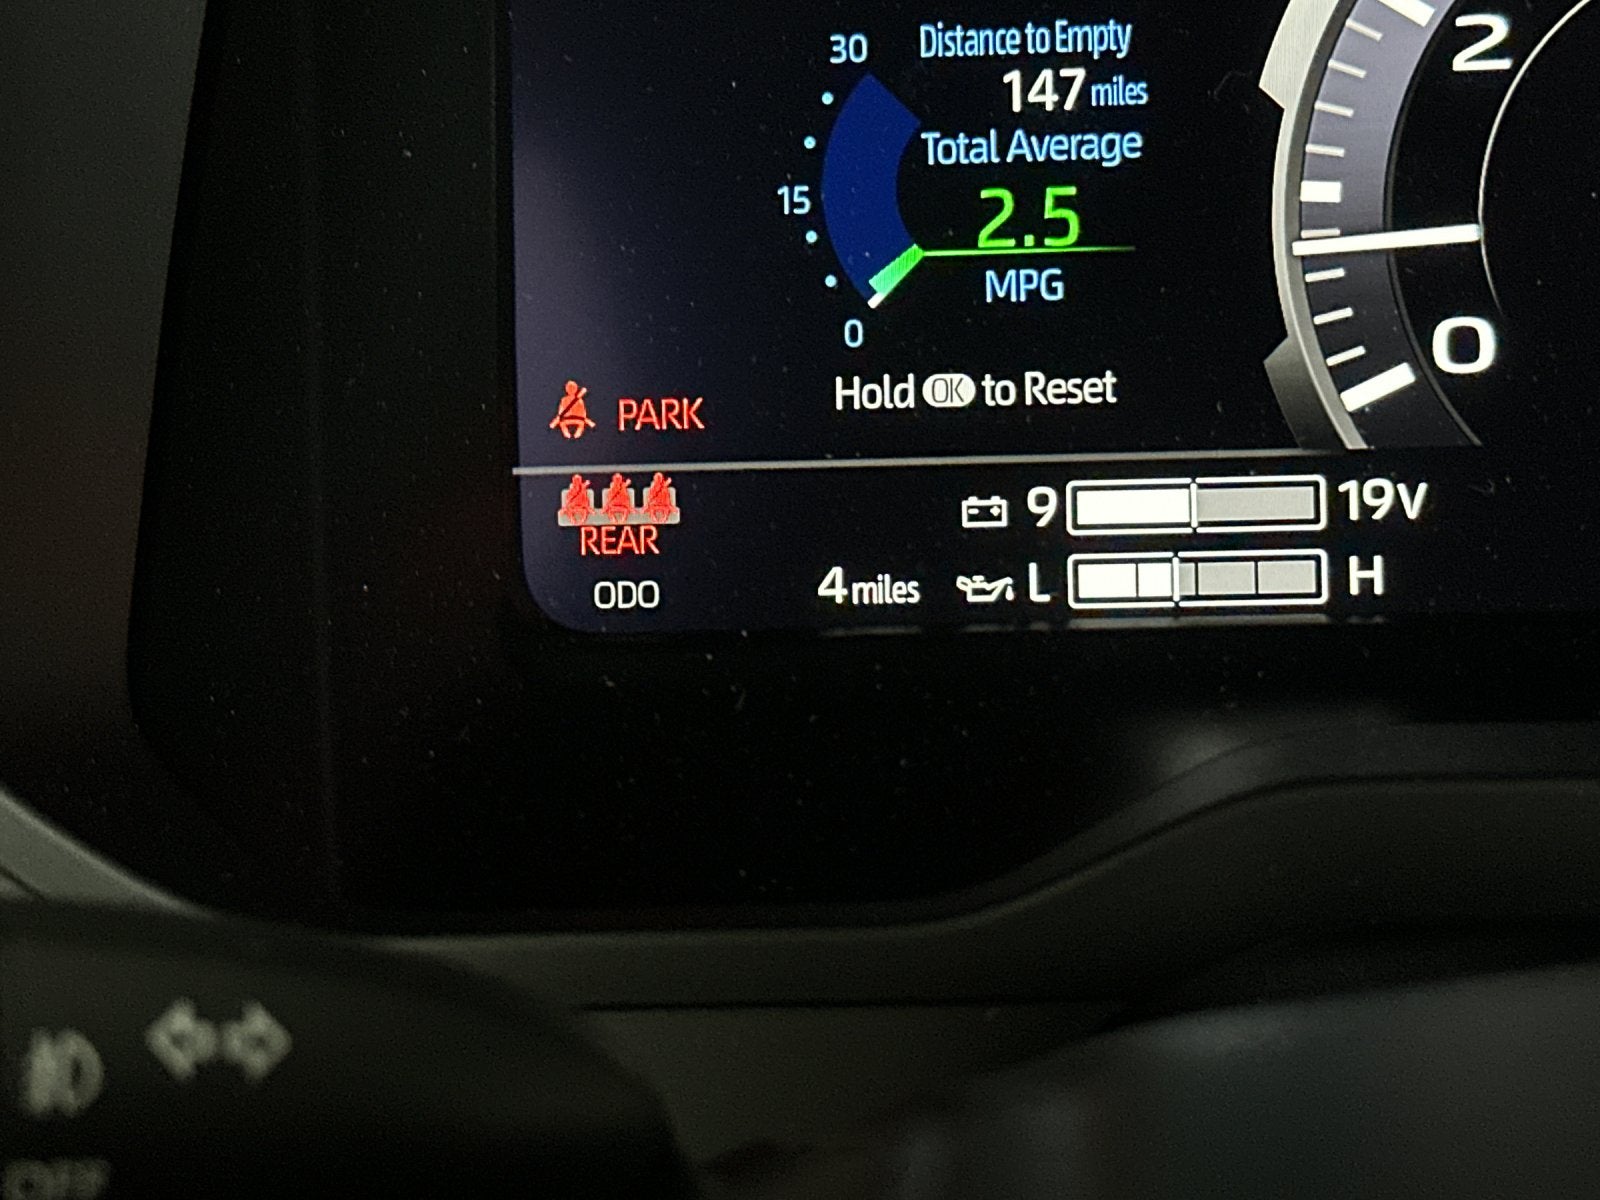 30
Distance to Empty
147 miles
Total Average
15
2.5
MPG
0
Hold OK to Reset
PARK
REAR
ODO 4 miles
9 19V
L H
2
0
OFF